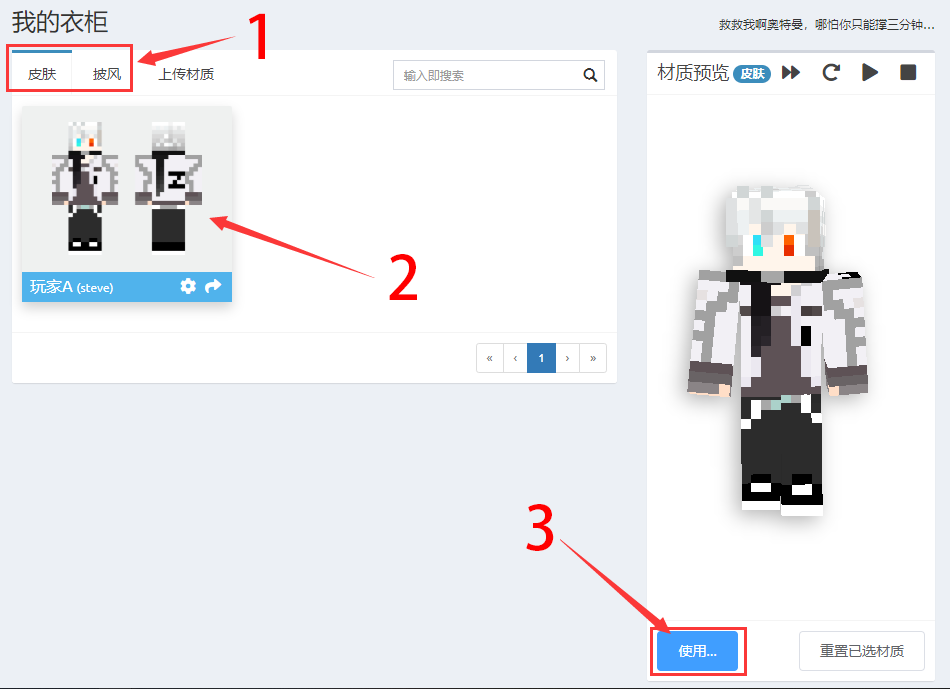 我的衣柜
救救我啊奥特曼，哪怕你只能撑三分钟...
1
皮肤 披风 上传材质
输入即搜索
材质预览 皮肤
玩家A (steve)
2
« ‹ 1 › »
3
使用...
重置已选材质